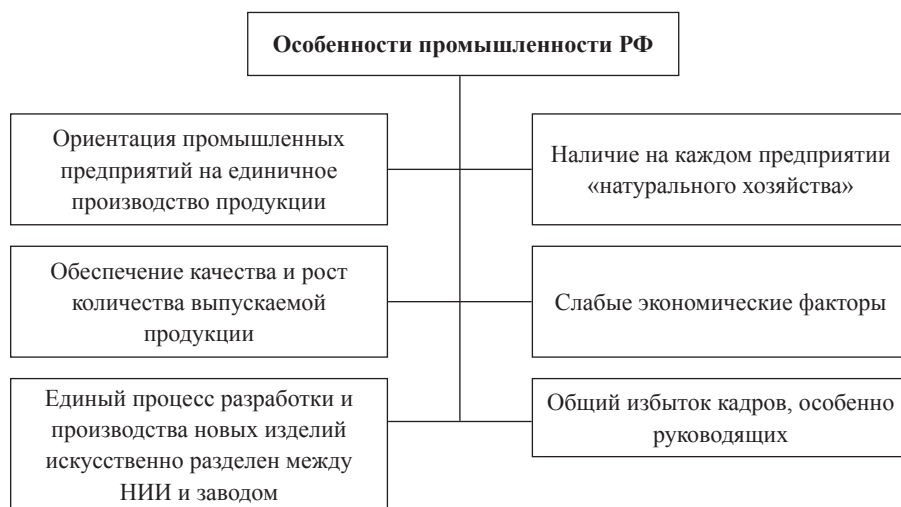 Особенности промышленности РФ
Ориентация промышленных
предприятий на единичное
производство продукции
Наличие на каждом предприятии
«натурального хозяйства»
Обеспечение качества и рост
количества выпускаемой
продукции
Слабые экономические факторы
Единый процесс разработки и
производства новых изделий
искусственно разделен между
НИИ и заводом
Общий избыток кадров, особенно
руководящих